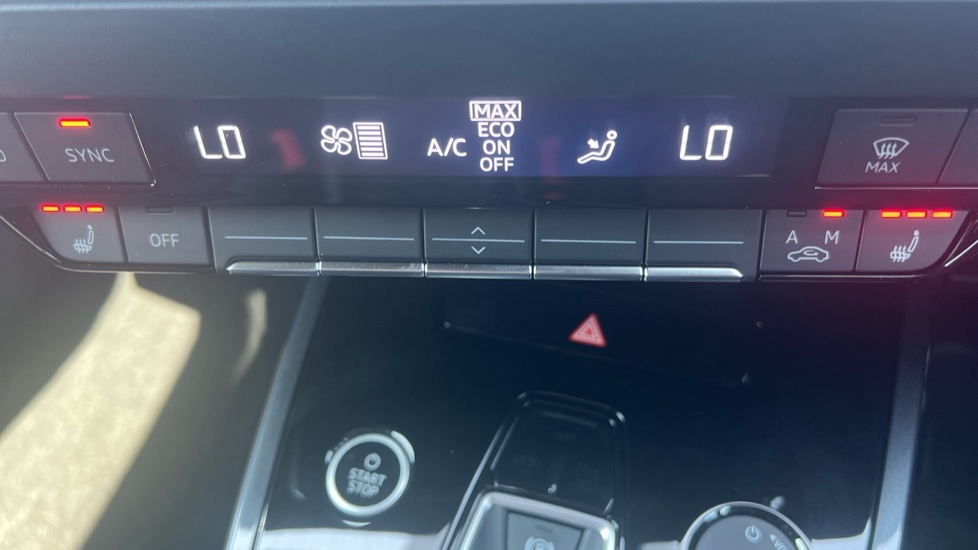 MAX
LO A/C ECO LO
ON
OFF
SYNC
MAX
OFF
A M
START
STOP